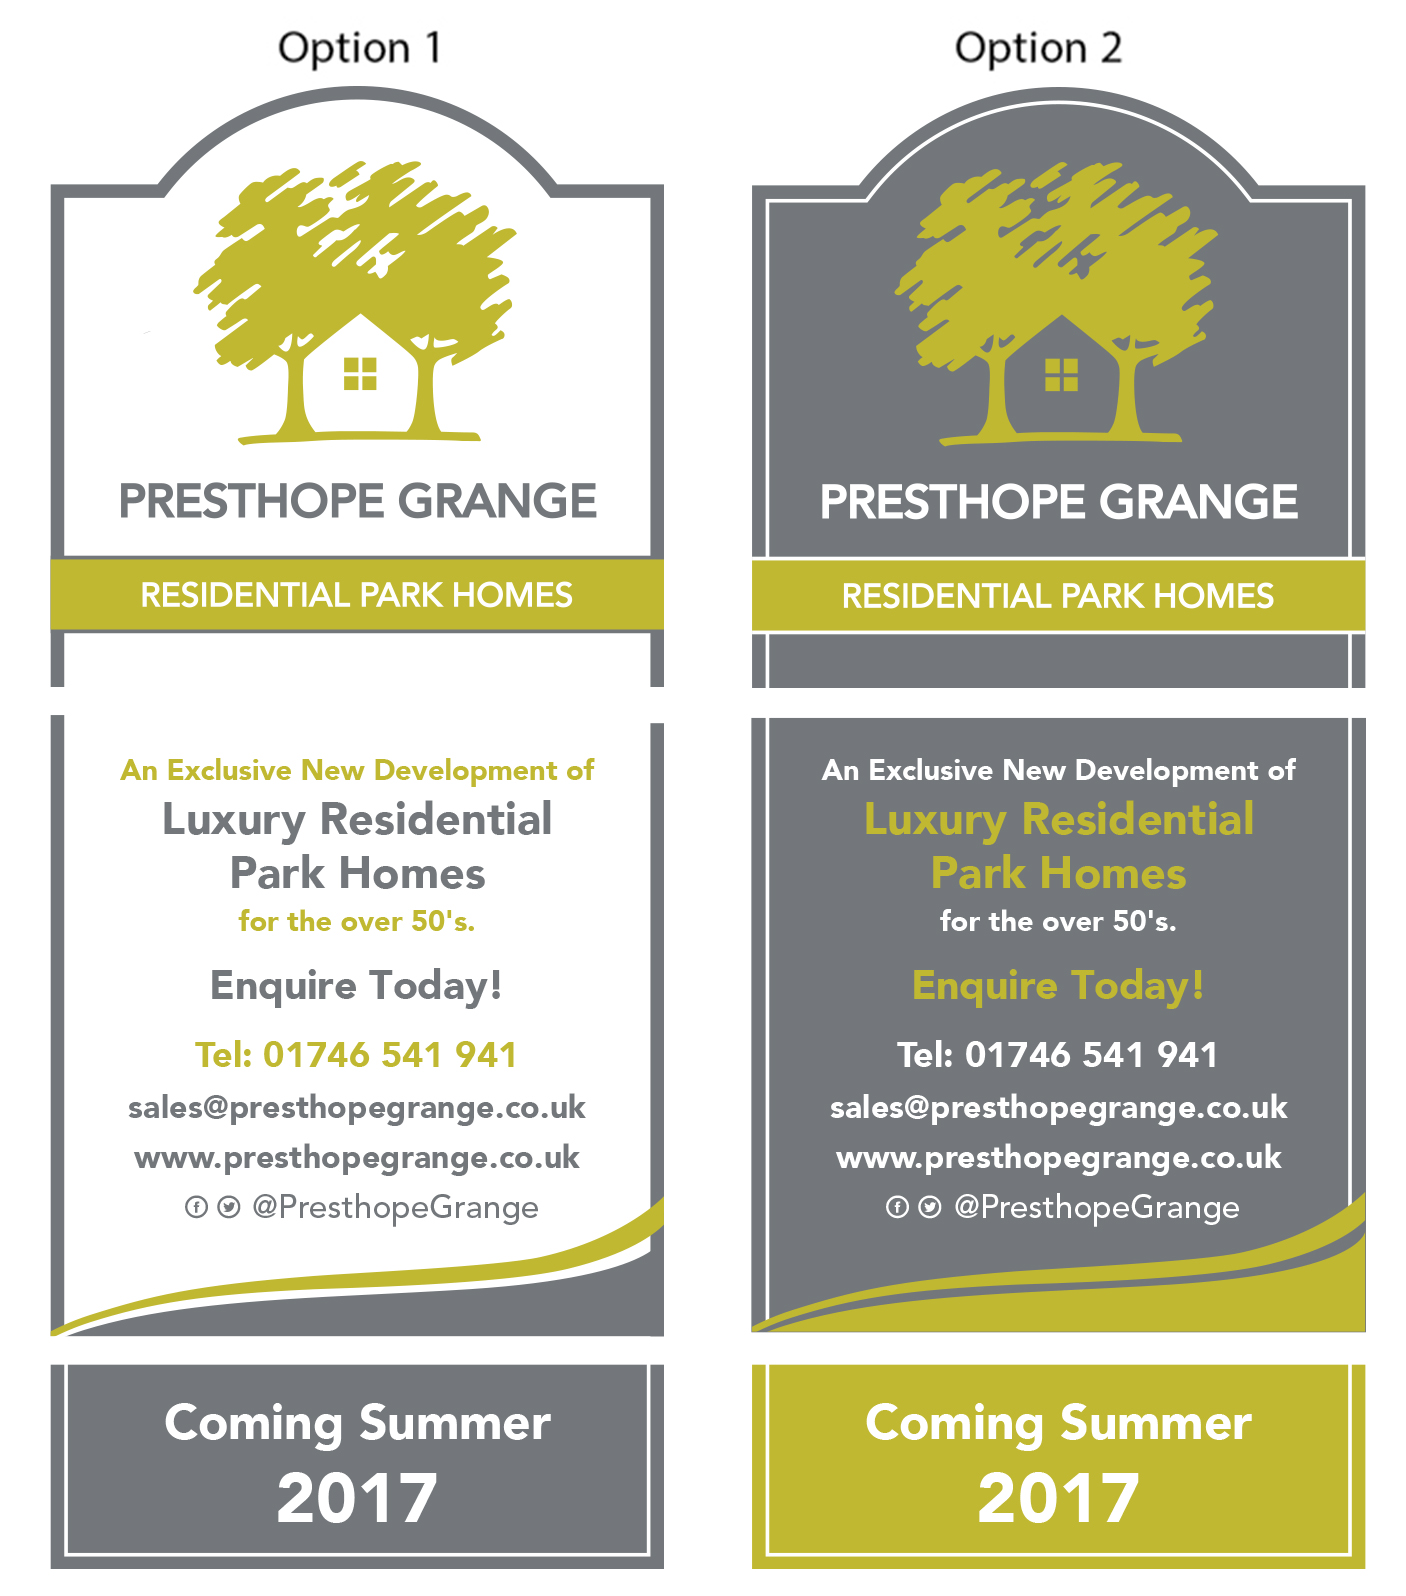 Option 1
PRESTHOPE GRANGE
RESIDENTIAL PARK HOMES
An Exclusive New Development of
Luxury Residential
Park Homes
for the over 50's.
Enquire Today!
Tel: 01746 541 941
sales@presthopegrange.co.uk
www.presthopegrange.co.uk
@PresthopeGrange
Coming Summer
2017
Option 2
PRESTHOPE GRANGE
RESIDENTIAL PARK HOMES
An Exclusive New Development of
Luxury Residential
Park Homes
for the over 50's.
Enquire Today!
Tel: 01746 541 941
sales@presthopegrange.co.uk
www.presthopegrange.co.uk
@PresthopeGrange
Coming Summer
2017